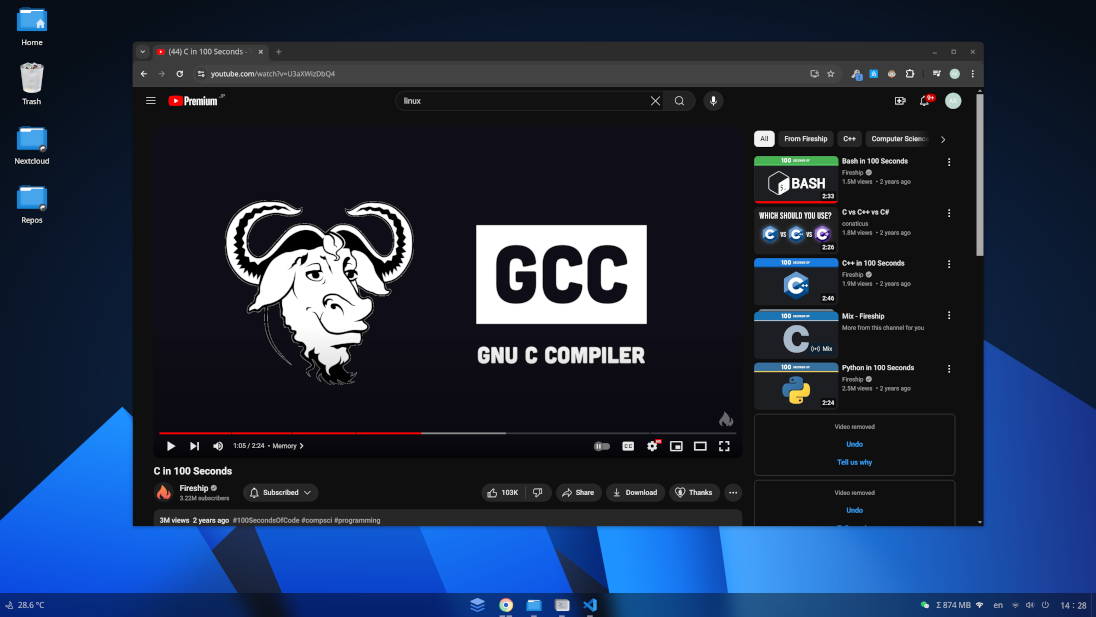 Home
Trash
Nextcloud
Repos
(44) C in 100 Seconds -
youtube.com/watch?v=U3aXWizDbQ4
Premium JP
linux
9+
GCC
GNU C COMPILER
1:05 / 2:24 • Memory
CC
C in 100 Seconds
Fireship
3.22M subscribers
Subscribed
103K
Share
Download
Thanks
3M views 2 years ago #100SecondsOfCode #compsci #programming
All
From Fireship
C++
Computer Science
BASH
2:33
Bash in 100 Seconds
Fireship
1.5M views • 2 years ago
WHICH SHOULD YOU USE?
C VS C++ VS C
2:26
C vs C++ vs C#
conaticus
1.8M views • 2 years ago
100 SECONDS OF
C++
2:46
C++ in 100 Seconds
Fireship
1.9M views • 2 years ago
100 SECONDS OF
C
Mix
Mix - Fireship
More from this channel for you
100 SECONDS OF
2:24
Python in 100 Seconds
Fireship
2.5M views • 2 years ago
Video removed
Undo
Tell us why
Video removed
Undo
28.6 °C
Σ 874 MB
en
14 : 28